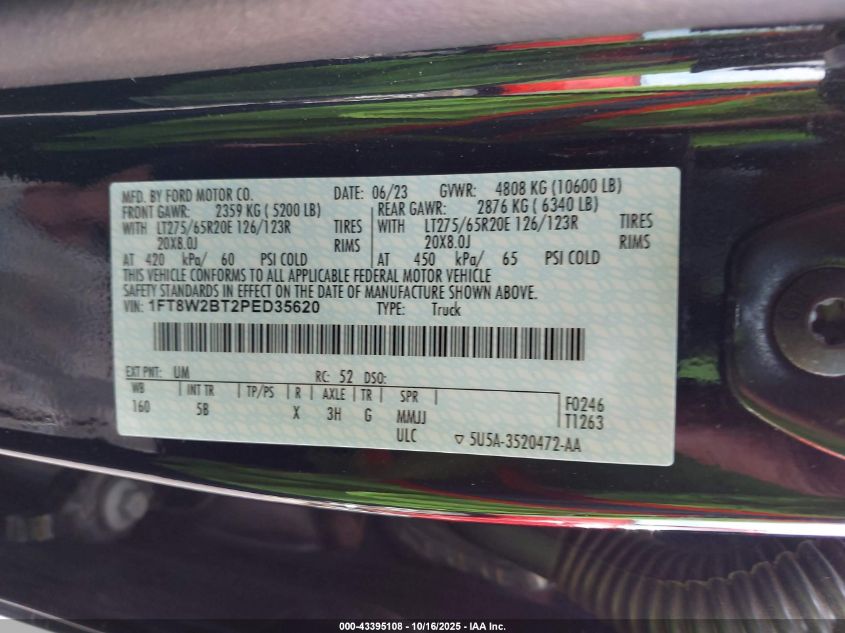 MFD. BY FORD MOTOR CO. DATE: 06/23 GVWR: 4808 KG (10600 LB)
FRONT GAWR: 2359 KG ( 5200 LB) REAR GAWR: 2876 KG ( 6340 LB)
WITH LT275/65R20E 126/123R TIRES WITH LT275/65R20E 126/123R TIRES
20X8.0J RIMS 20X8.0J RIMS
AT 420 kPa/ 60 PSI COLD AT 450 kPa/ 65 PSI COLD
THIS VEHICLE CONFORMS TO ALL APPLICABLE FEDERAL MOTOR VEHICLE
SAFETY STANDARDS IN EFFECT ON THE DATE OF MANUFACTURE SHOWN ABOVE.
VIN: 1FT8W2BT2PED35620 TYPE: Truck
EXT PNT: UM RC: 52 DSO:
WB INT TR TP/PS R AXLE TR SPR F0246
160 5B X 3H G MMJJ T1263
ULC 5U5A-3520472-AA
000-43395108 - 10/16/2025 - IAA Inc.